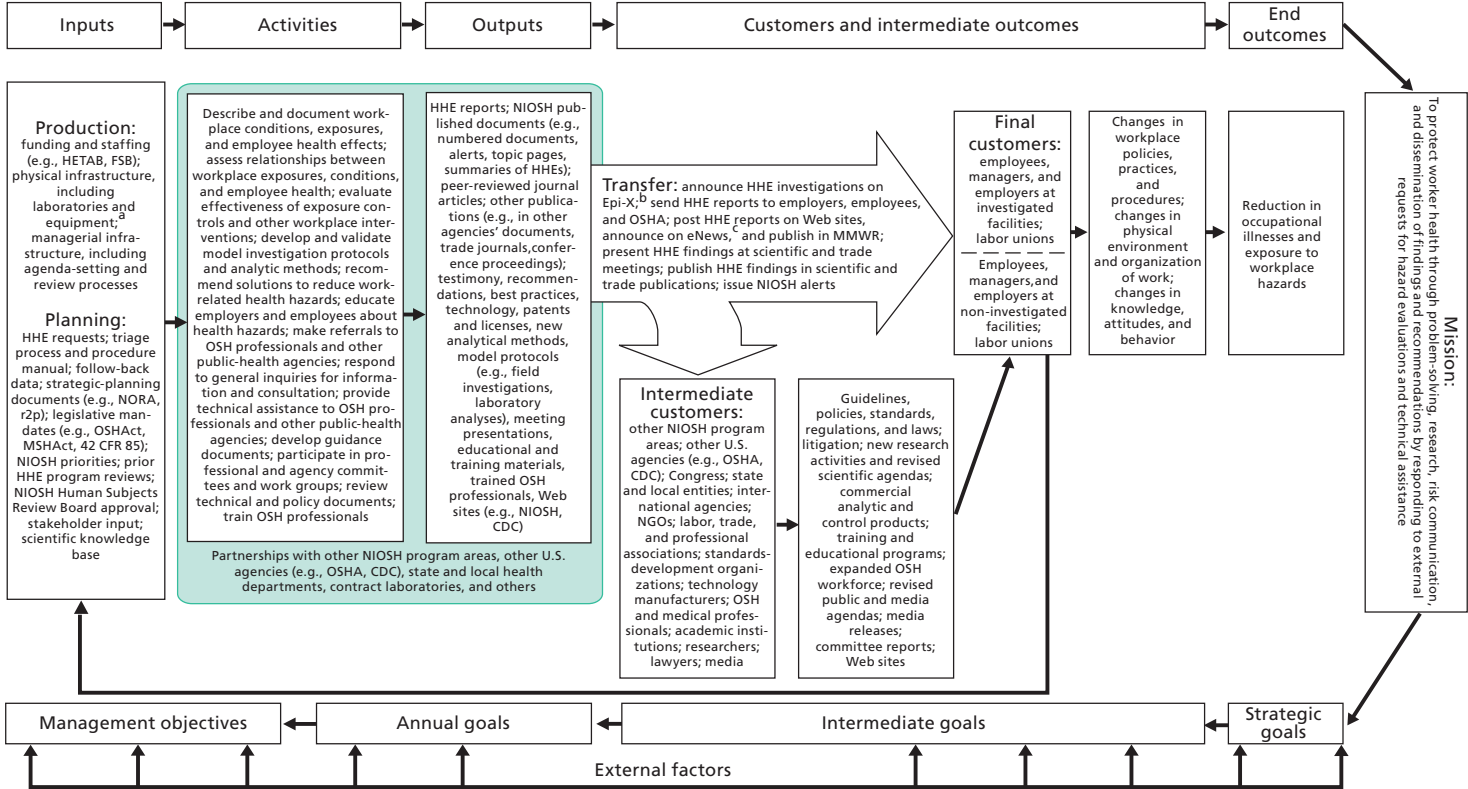 Inputs
Activities
Outputs
Customers and intermediate outcomes
End
outcomes
Production:
funding and staffing
(e.g., HETAB, FSB);
physical infrastructure,
including
laboratories and
equipment;a
managerial infra-
structure, including
agenda-setting and
review processes
Planning:
HHE requests; triage
process and procedure
manual; follow-back
data; strategic-planning
documents (e.g., NORA,
r2p); legislative man-
dates (e.g., OSHAct,
MSHAct, 42 CFR 85);
NIOSH priorities; prior
HHE program reviews;
NIOSH Human Subjects
Review Board approval;
stakeholder input;
scientific knowledge
base
Describe and document work-
place conditions, exposures,
and employee health effects;
assess relationships between
workplace exposures, conditions,
and employee health; evaluate
effectiveness of exposure con-
trols and other workplace inter-
ventions; develop and validate
model investigation protocols
and analytic methods; recom-
mend solutions to reduce work-
related health hazards; educate
employers and employees about
health hazards; make referrals to
OSH professionals and other
public-health agencies; respond
to general inquiries for informa-
tion and consultation; provide
technical assistance to OSH pro-
fessionals and other public-health
agencies; develop guidance
documents; participate in pro-
fessional and agency commit-
tees and work groups; review
technical and policy documents;
train OSH professionals
HHE reports; NIOSH pub-
lished documents (e.g.,
numbered documents,
alerts, topic pages,
summaries of HHEs);
peer-reviewed journal
articles; other publica-
tions (e.g., in other
agencies’ documents,
trade journals,confer-
ence proceedings);
testimony, recommen-
dations, best practices,
technology, patents
and licenses, new
analytical methods,
model protocols
(e.g., field
investigations,
laboratory
analyses), meeting
presentations,
educational and
training materials,
trained OSH
professionals, Web
sites (e.g., NIOSH,
CDC)
Partnerships with other NIOSH program areas, other U.S.
agencies (e.g., OSHA, CDC), state and local health
departments, contract laboratories, and others
Transfer: announce HHE investigations on
Epi-X;b send HHE reports to employers, employees,
and OSHA; post HHE reports on Web sites,
announce on eNews,c and publish in MMWR;
present HHE findings at scientific and trade
meetings; publish HHE findings in scientific and
trade publications; issue NIOSH alerts
Intermediate
customers:
other NIOSH program
areas; other U.S.
agencies (e.g., OSHA,
CDC); Congress; state
and local entities; inter-
national agencies;
NGOs; labor, trade,
and professional
associations; standards-
development organi-
zations; technology
manufacturers; OSH
and medical profes-
sionals; academic insti-
tutions; researchers;
lawyers; media
Guidelines,
policies, standards,
regulations, and laws;
litigation; new research
activities and revised
scientific agendas;
commercial
analytic and
control products;
training and
educational programs;
expanded OSH
workforce; revised
public and media
agendas; media
releases;
committee reports;
Web sites
Final
customers:
employees,
managers,
and employers at
investigated
facilities;
labor unions
Employees,
managers,and
employers at
non-investigated
facilities;
labor unions
Changes in
workplace
policies,
practices,
and
procedures;
changes in
physical
environment
and organization
of work;
changes in
knowledge,
attitudes, and
behavior
Reduction in
occupational
illnesses and
exposure to
workplace
hazards
Mission:
To protect worker health through problem-solving, research, risk communication,
and dissemination of findings and recommendations by responding to external
requests for hazard evaluations and technical assistance
Management objectives
Annual goals
Intermediate goals
Strategic
goals
External factors